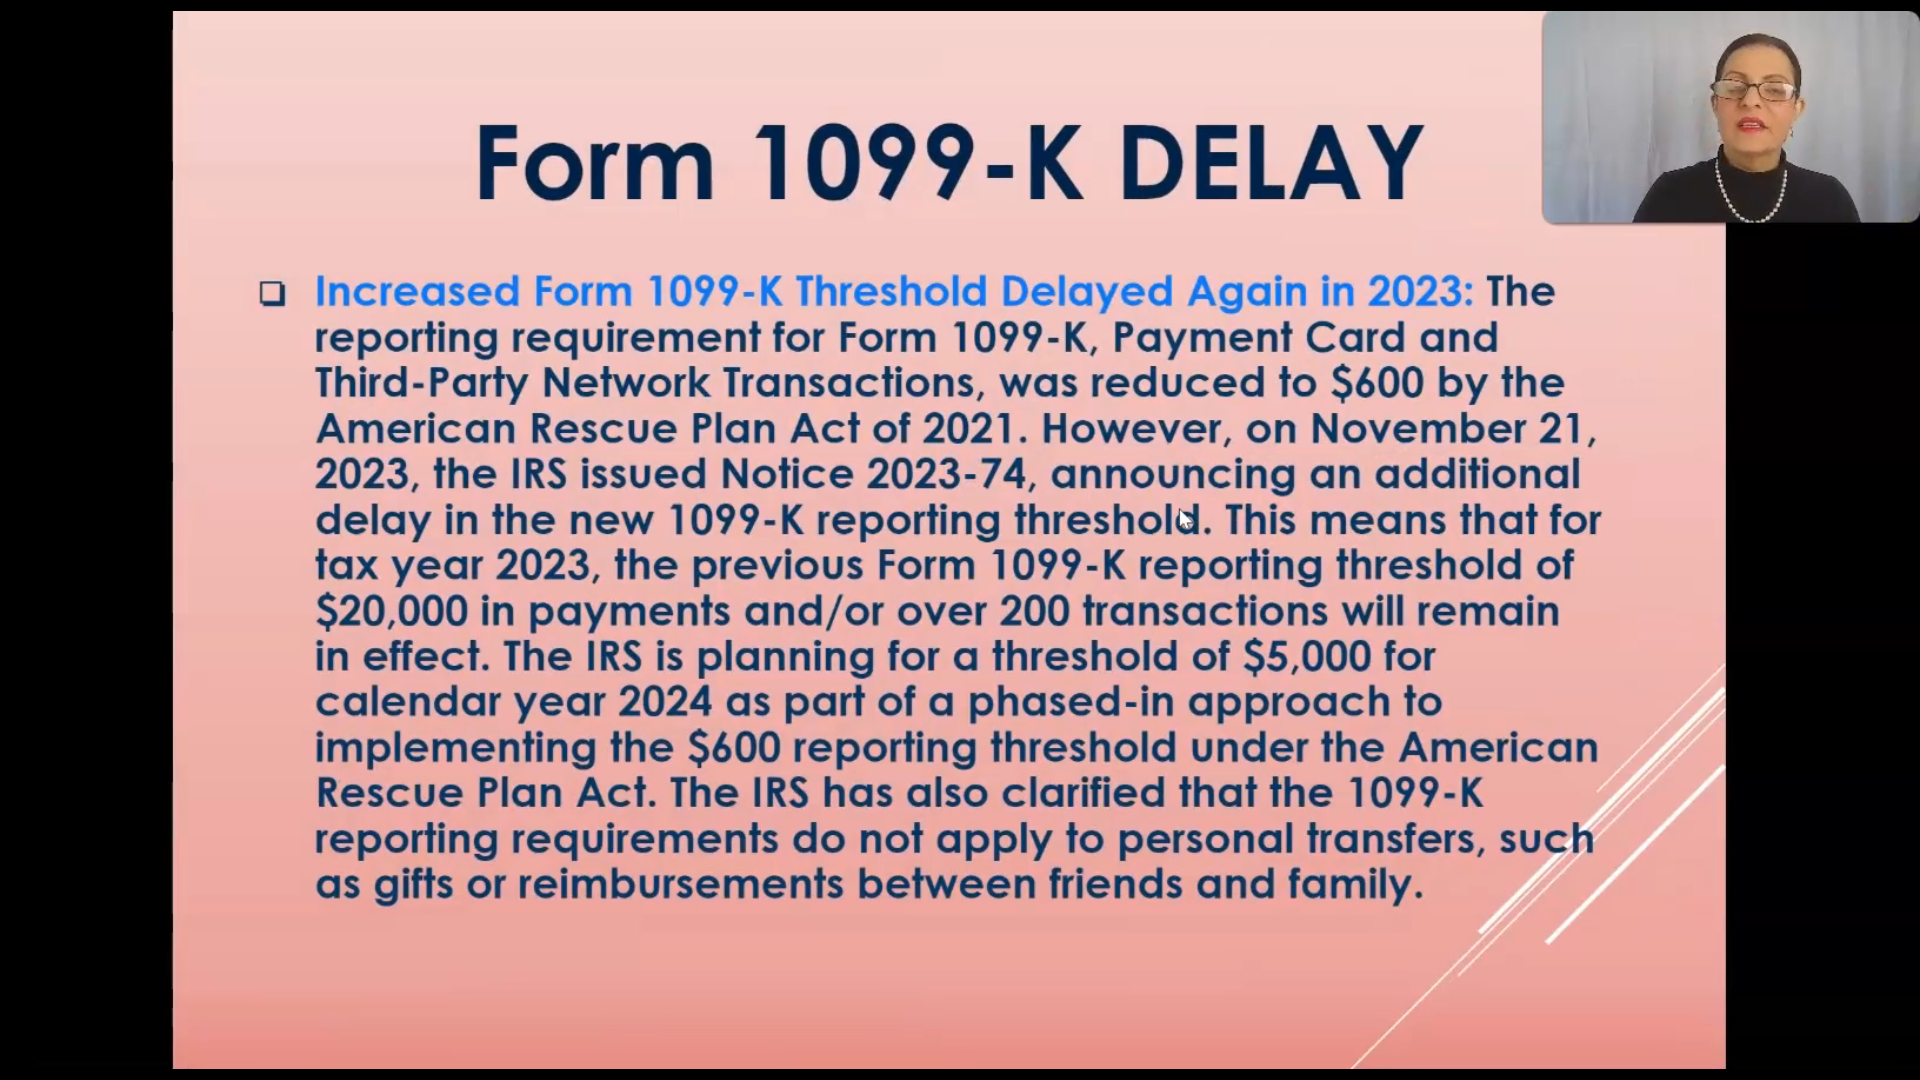 Form 1099-K DELAY
Increased Form 1099-K Threshold Delayed Again in 2023: The
reporting requirement for Form 1099-K, Payment Card and
Third-Party Network Transactions, was reduced to $600 by the
American Rescue Plan Act of 2021. However, on November 21,
2023, the IRS issued Notice 2023-74, announcing an additional
delay in the new 1099-K reporting threshold. This means that for
tax year 2023, the previous Form 1099-K reporting threshold of
$20,000 in payments and/or over 200 transactions will remain
in effect. The IRS is planning for a threshold of $5,000 for
calendar year 2024 as part of a phased-in approach to
implementing the $600 reporting threshold under the American
Rescue Plan Act. The IRS has also clarified that the 1099-K
reporting requirements do not apply to personal transfers, such
as gifts or reimbursements between friends and family.